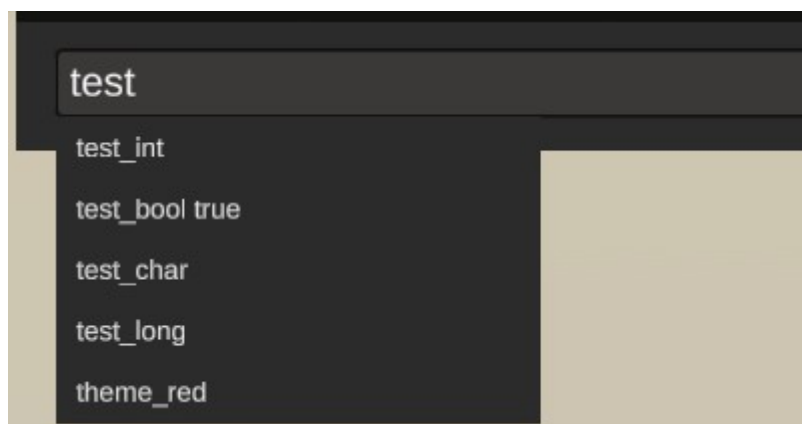 test
test_int
test_bool true
test_char
test_long
theme_red